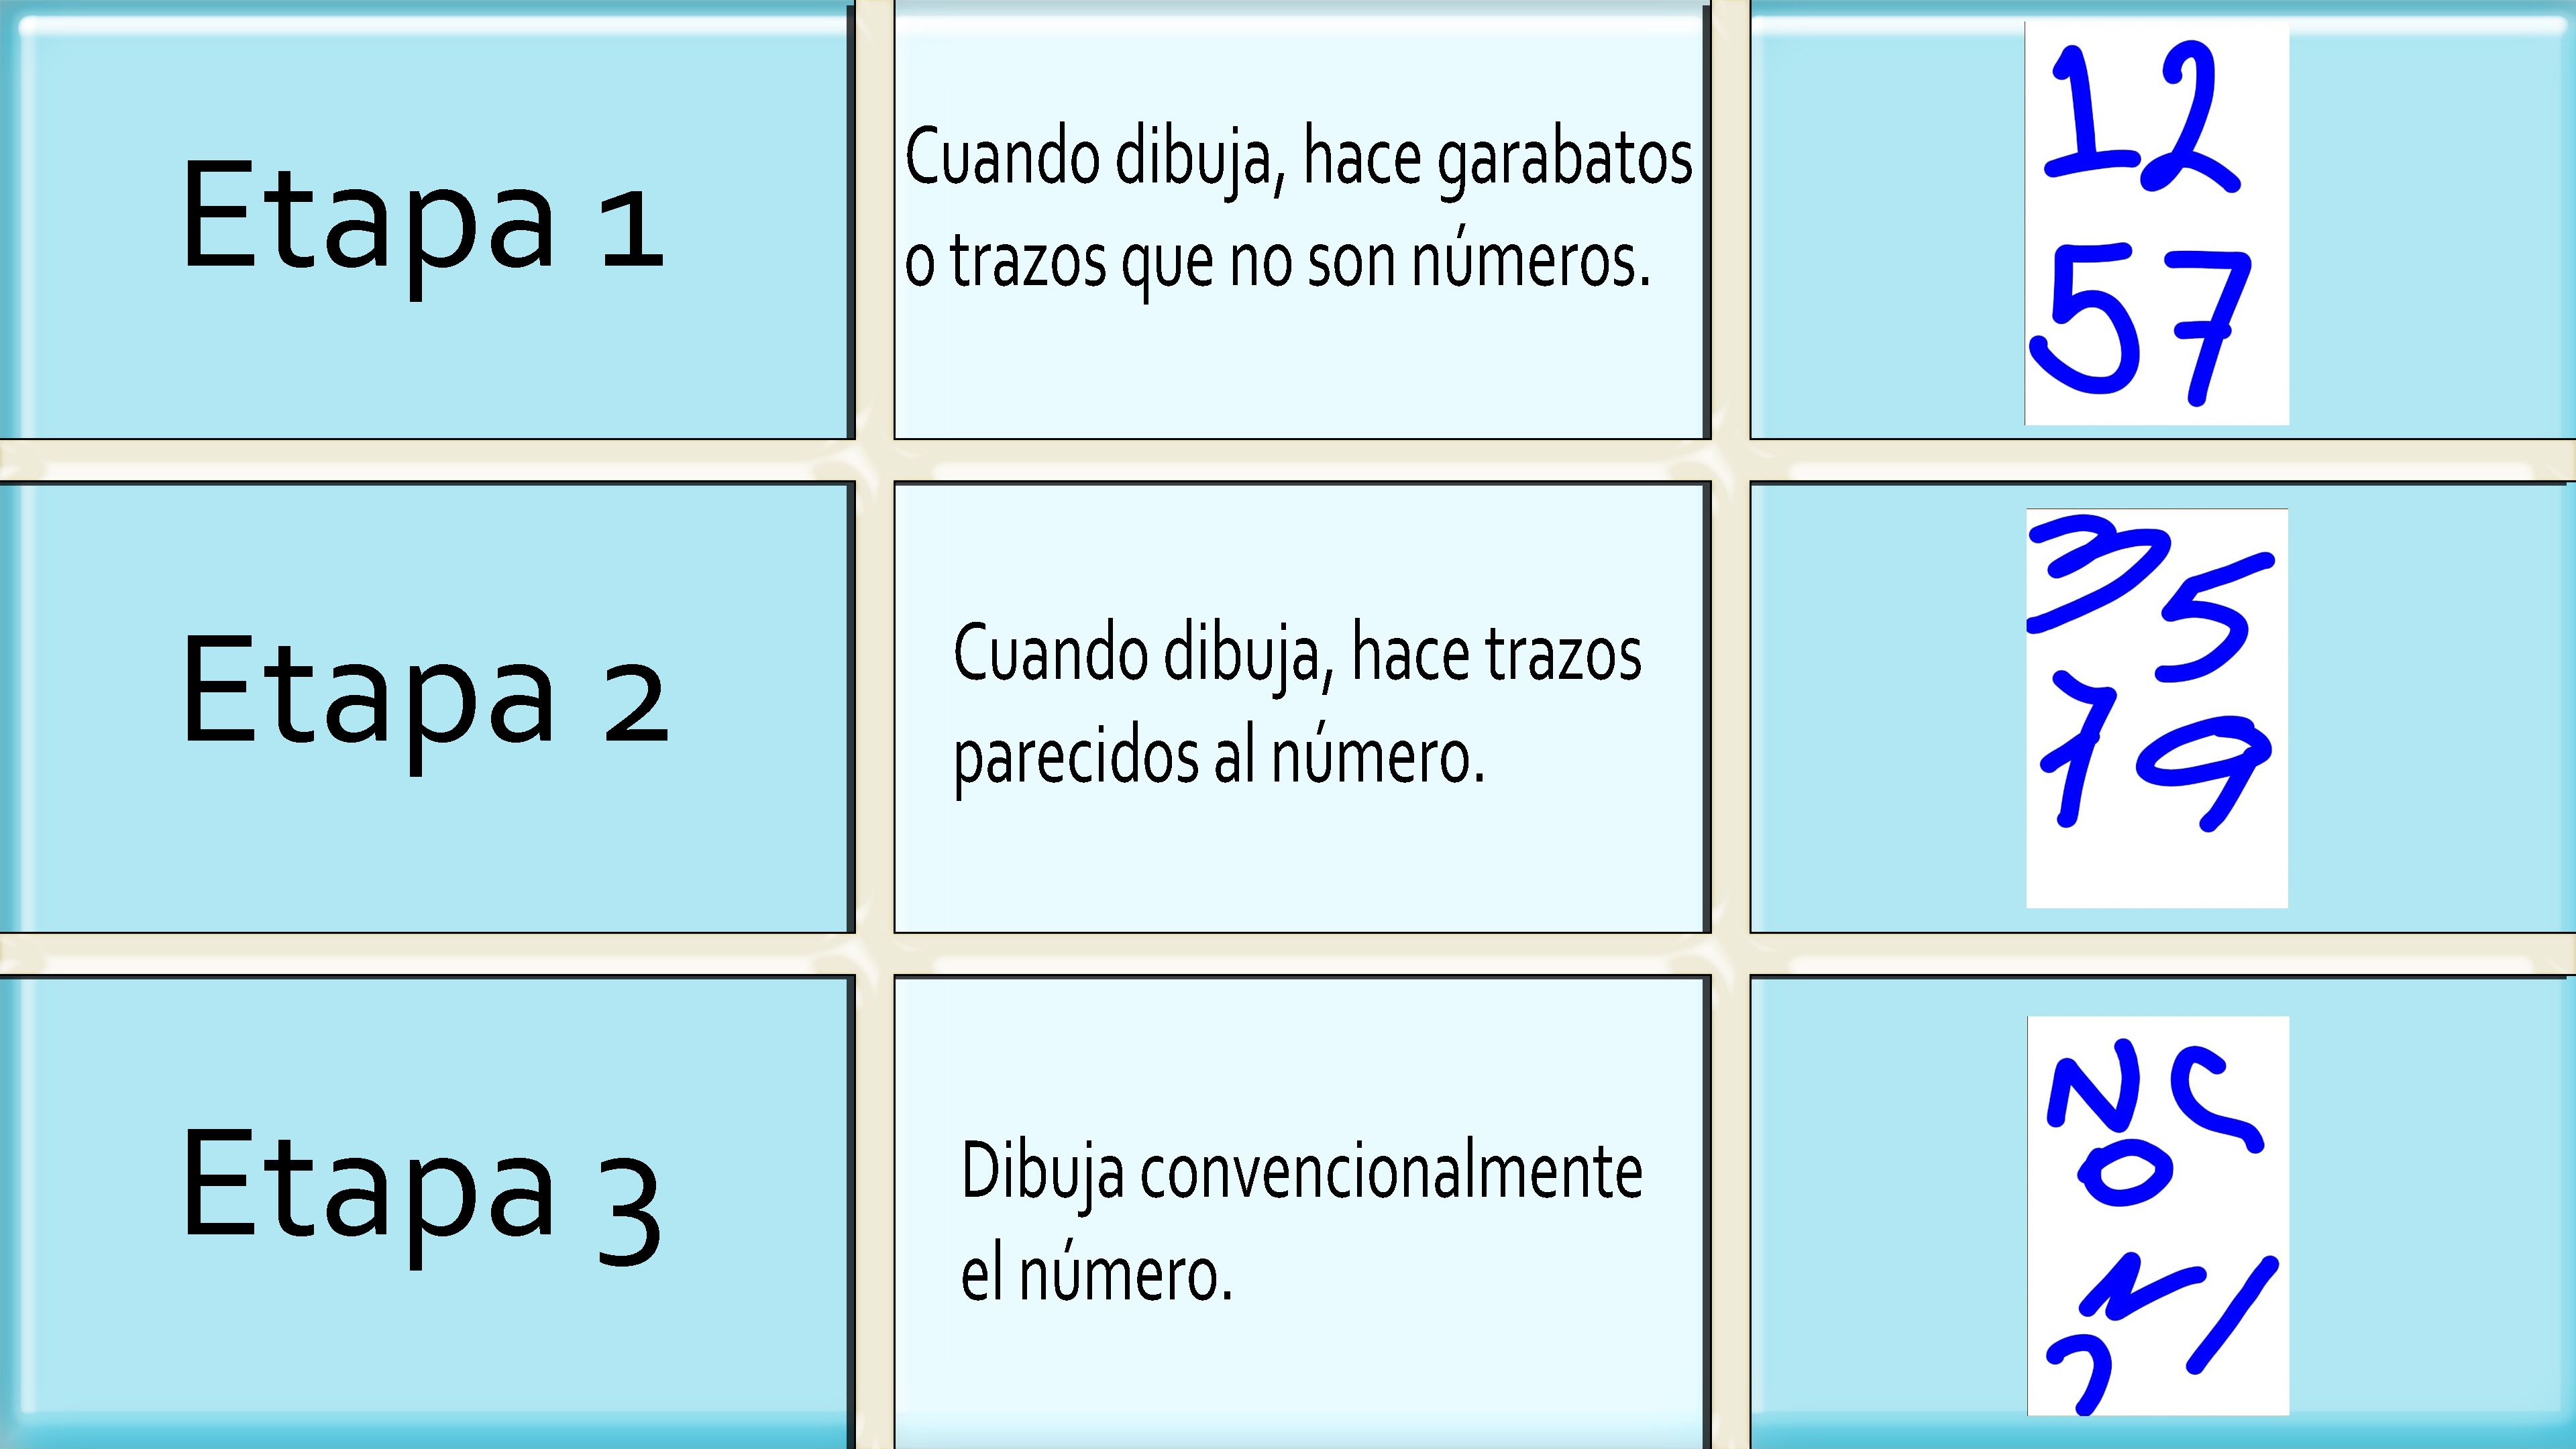 Etapa 1
Cuando dibuja, hace garabatos
o trazos que no son números.
12
57
Etapa 2
Cuando dibuja, hace trazos
parecidos al número.
35
79
Etapa 3
Dibuja convencionalmente
el número.